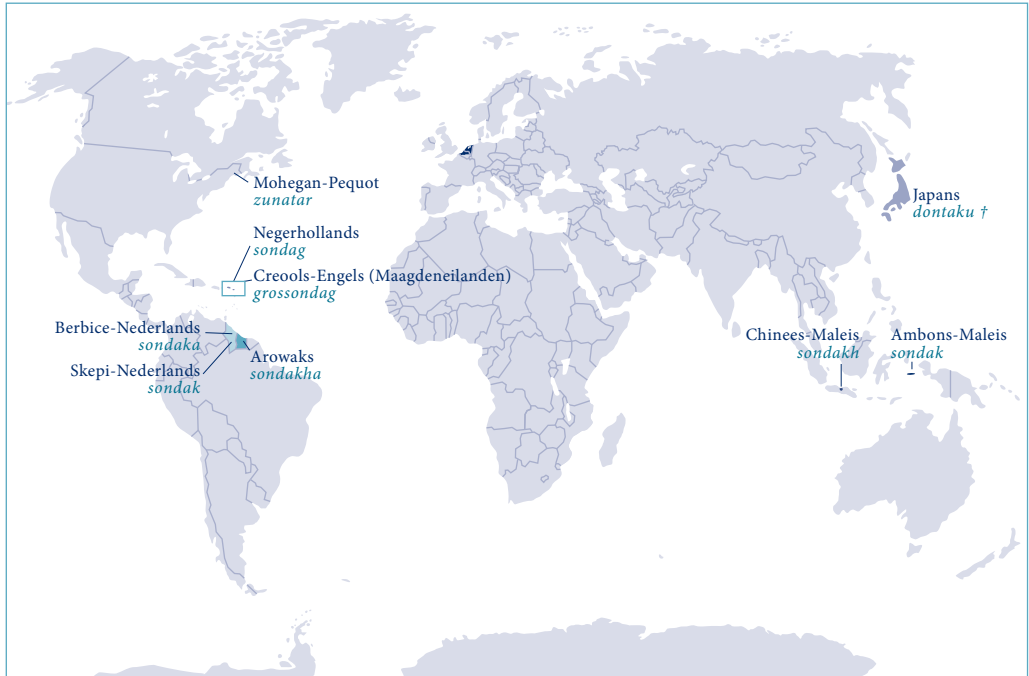 Mohegan-Pequot
zunatar
Negerhollands
sondag
Creools-Engels (Maagdeneilanden)
grossondag
Berbice-Nederlands
sondaka
Skepi-Nederlands
sondak
Arowaks
sondakha
Japans
dontaku †
Chinees-Maleis
sondakh
Ambons-Maleis
sondak